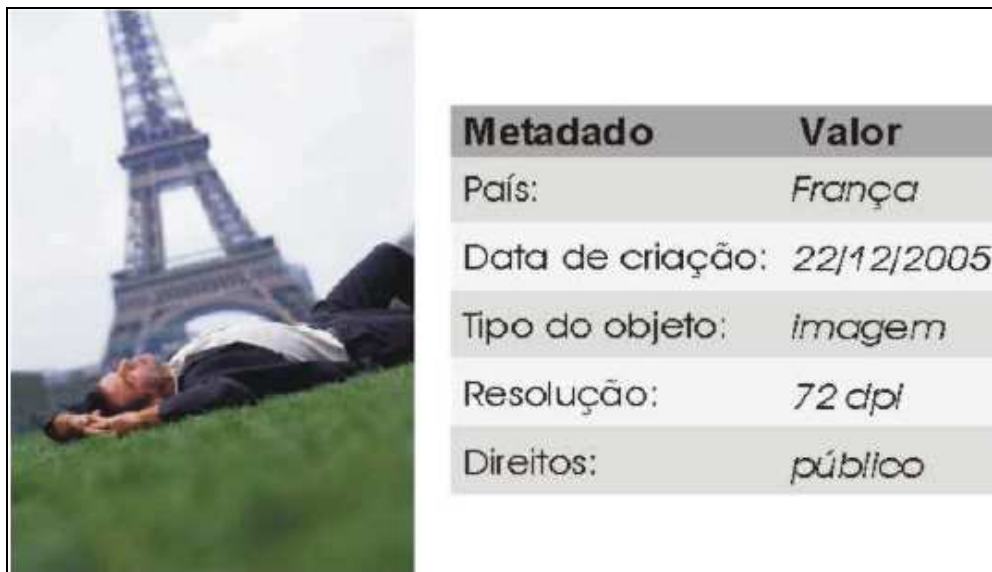 Metadado Valor
País: França
Data de criação: 22/12/2005
Tipo do objeto: imagem
Resolução: 72 dpi
Direitos: público